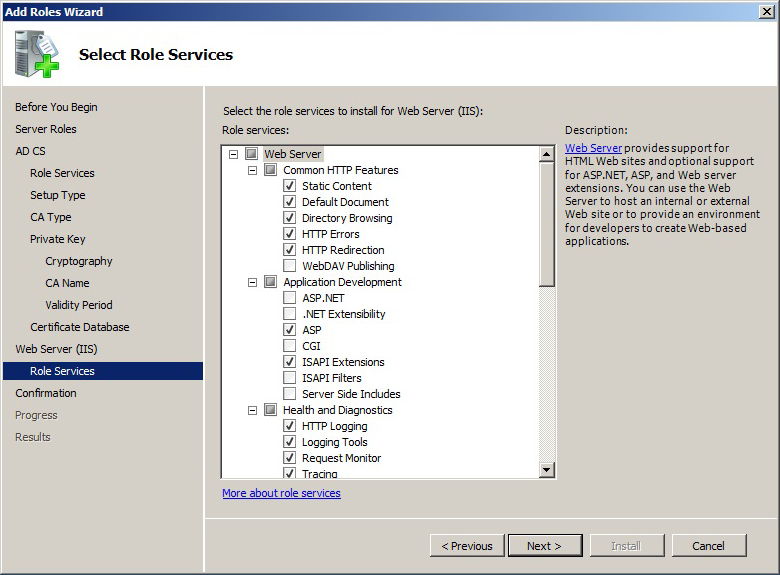 Add Roles Wizard
Select Role Services
Before You Begin
Server Roles
AD CS
Role Services
Setup Type
CA Type
Private Key
Cryptography
CA Name
Validity Period
Certificate Database
Web Server (IIS)
Role Services
Confirmation
Progress
Results
Select the role services to install for Web Server (IIS):
Role services:
Web Server
Common HTTP Features
Static Content
Default Document
Directory Browsing
HTTP Errors
HTTP Redirection
WebDAV Publishing
Application Development
ASP.NET
.NET Extensibility
ASP
CGI
ISAPI Extensions
ISAPI Filters
Server Side Includes
Health and Diagnostics
HTTP Logging
Logging Tools
Request Monitor
Tracing
More about role services
Description:
Web Server provides support for
HTML Web sites and optional support
for ASP.NET, ASP, and Web server
extensions. You can use the Web
Server to host an internal or external
Web site or to provide an environment
for developers to create Web-based
applications.
< Previous
Next >
Install
Cancel